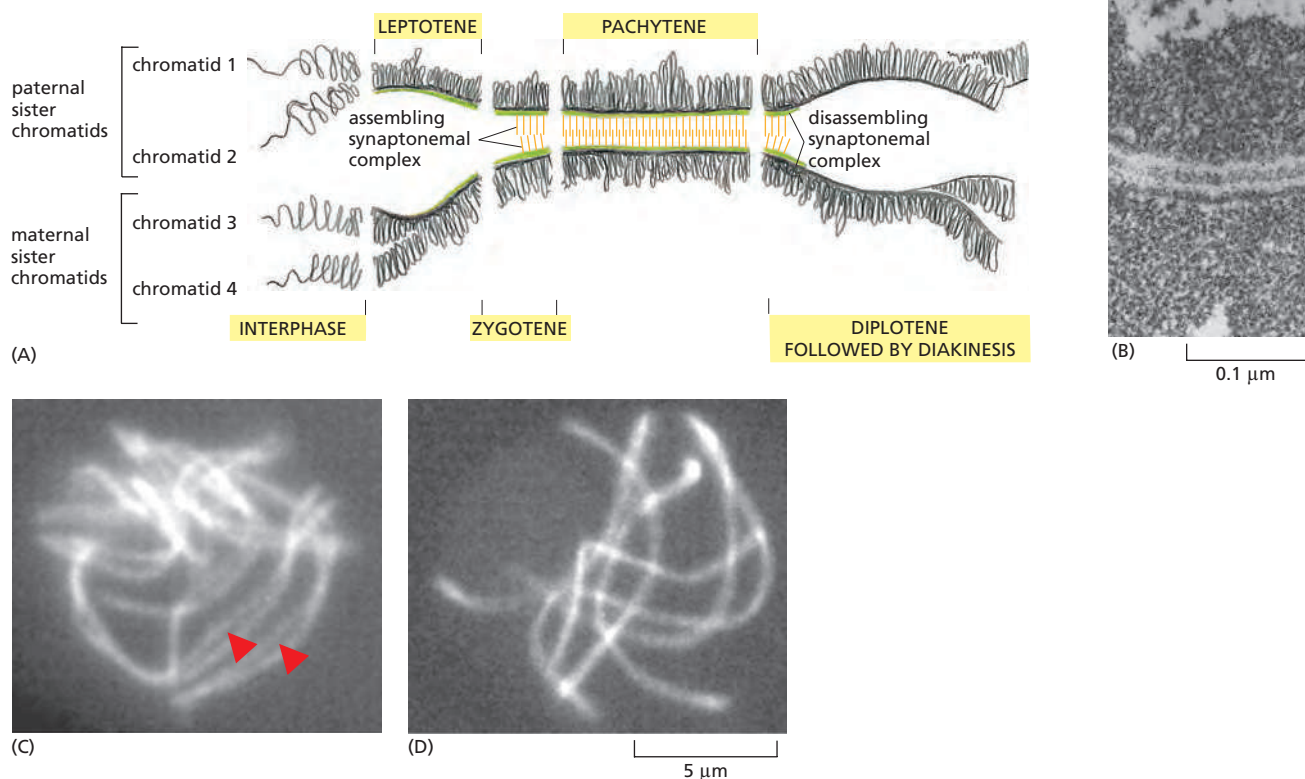 LEPTOTENE
PACHYTENE
paternal
sister
chromatids
chromatid 1
chromatid 2
assembling
synaptonemal
complex
disassembling
synaptonemal
complex
maternal
sister
chromatids
chromatid 3
chromatid 4
INTERPHASE
ZYGOTENE
DIPLOTENE
FOLLOWED BY DIAKINESIS
(A)
(B)
0.1 μm
(C)
(D)
5 μm